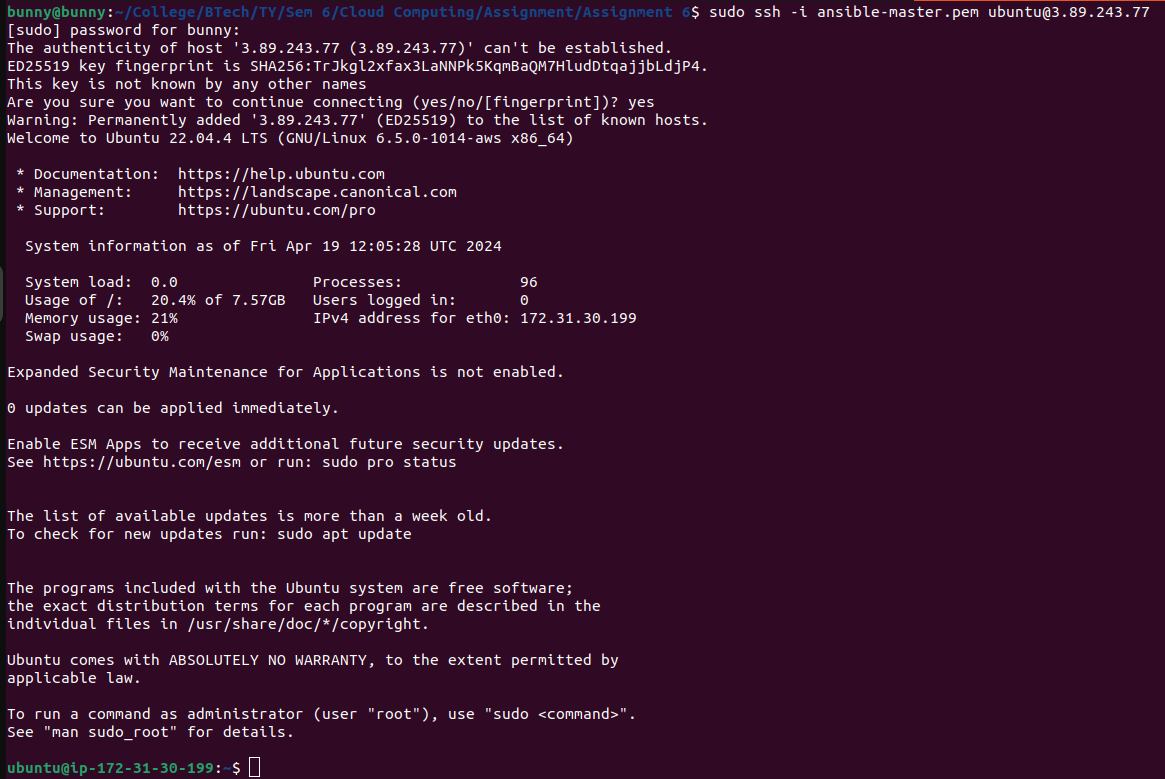 bunny@bunny:~/College/BTech/TY/Sem 6/Cloud Computing/Assignment/Assignment 6$ sudo ssh -i ansible-master.pem ubuntu@3.89.243.77
[sudo] password for bunny:
The authenticity of host '3.89.243.77 (3.89.243.77)' can't be established.
ED25519 key fingerprint is SHA256:TrJkgl2xfax3LaNNPk5KqmBaQM7HludDtqajjbLdjP4.
This key is not known by any other names
Are you sure you want to continue connecting (yes/no/[fingerprint])? yes
Warning: Permanently added '3.89.243.77' (ED25519) to the list of known hosts.
Welcome to Ubuntu 22.04.4 LTS (GNU/Linux 6.5.0-1014-aws x86_64)

 * Documentation:  https://help.ubuntu.com
 * Management:     https://landscape.canonical.com
 * Support:        https://ubuntu.com/pro

  System information as of Fri Apr 19 12:05:28 UTC 2024

  System load:  0.0               Processes:             96
  Usage of /:   20.4% of 7.57GB   Users logged in:       0
  Memory usage: 21%               IPv4 address for eth0: 172.31.30.199
  Swap usage:   0%

Expanded Security Maintenance for Applications is not enabled.

0 updates can be applied immediately.

Enable ESM Apps to receive additional future security updates.
See https://ubuntu.com/esm or run: sudo pro status


The list of available updates is more than a week old.
To check for new updates run: sudo apt update


The programs included with the Ubuntu system are free software;
the exact distribution terms for each program are described in the
individual files in /usr/share/doc/*/copyright.

Ubuntu comes with ABSOLUTELY NO WARRANTY, to the extent permitted by
applicable law.

To run a command as administrator (user "root"), use "sudo <command>".
See "man sudo_root" for details.

ubuntu@ip-172-31-30-199:~$